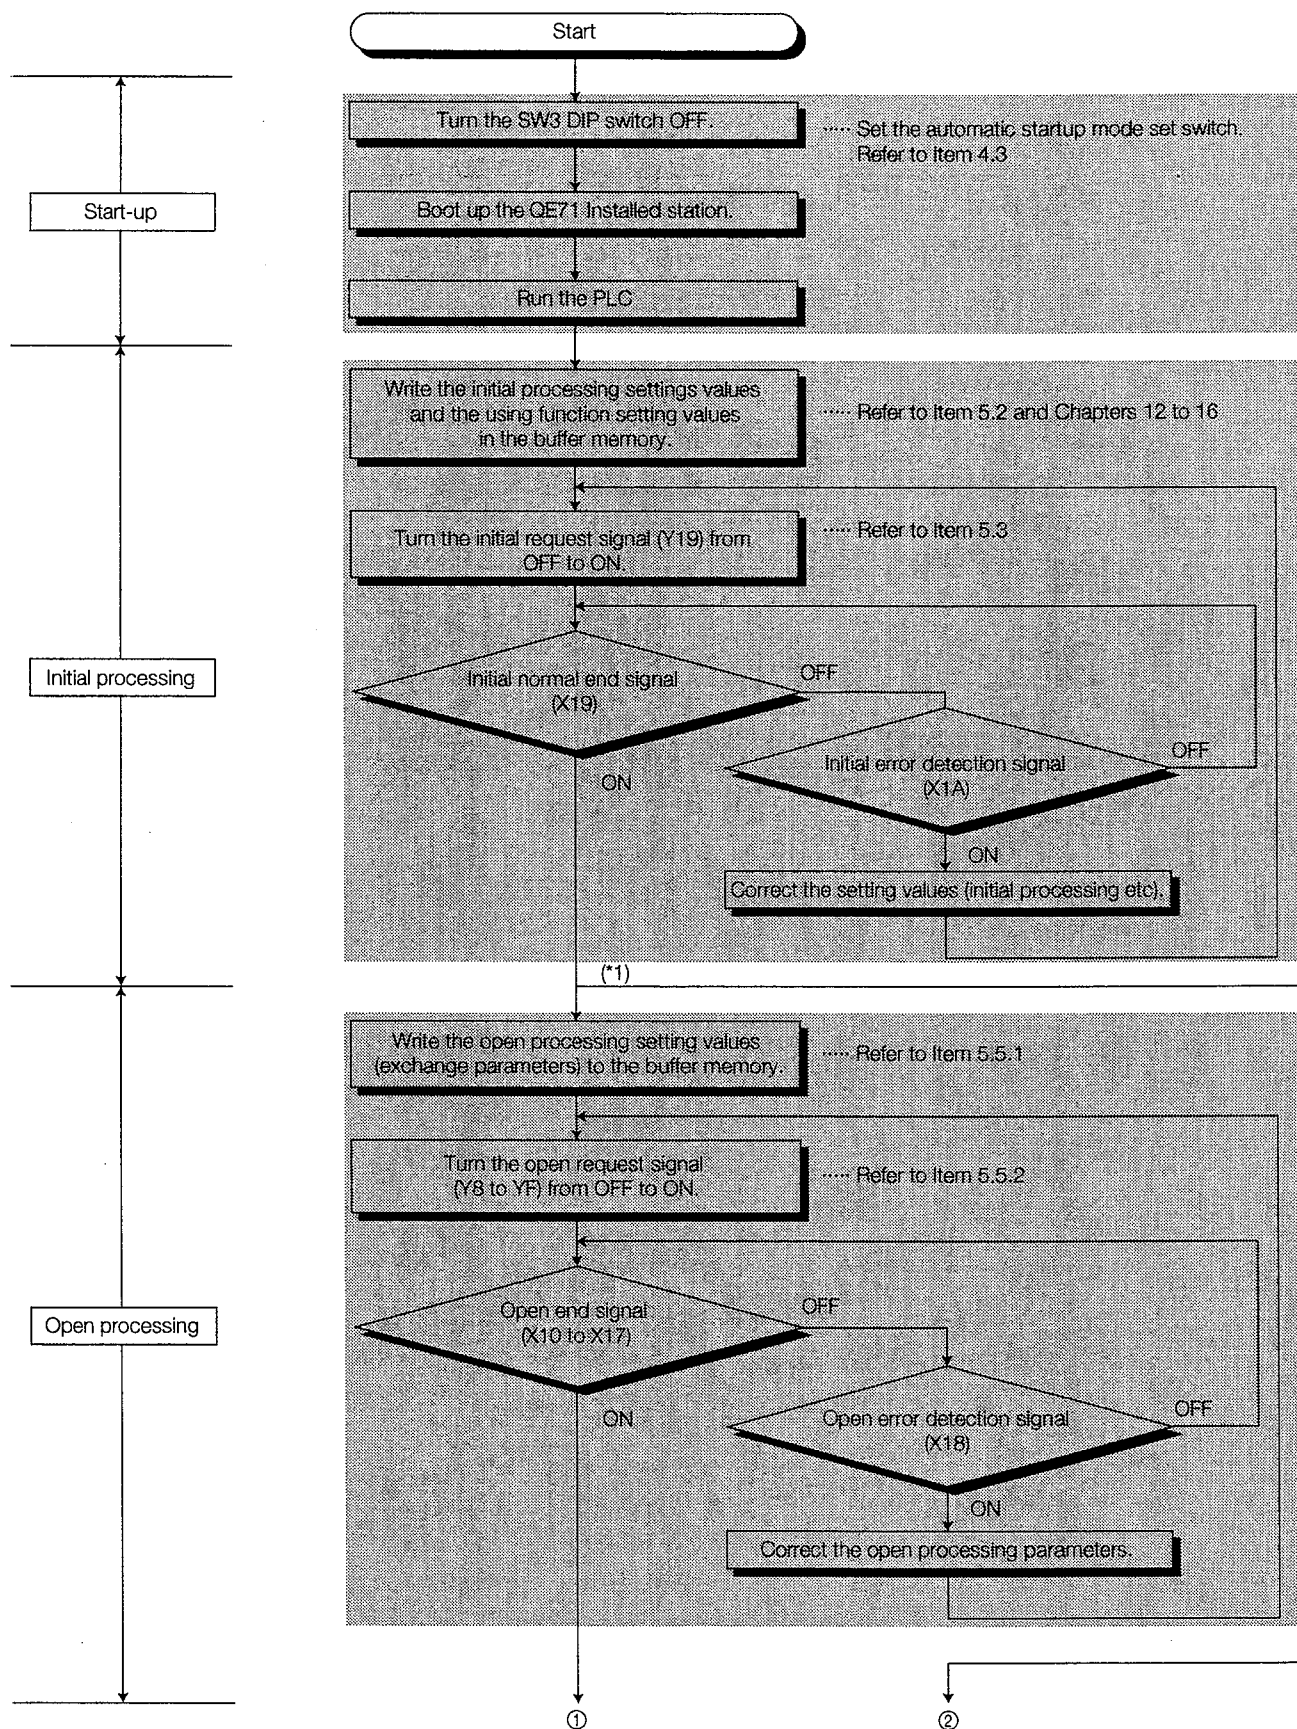 Start
Turn the SW3 DIP switch OFF.
····· Set the automatic startup mode set switch.
Refer to Item 4.3
Start-up
Boot up the QE71 Installed station.
Run the PLC
Write the initial processing settings values
and the using function setting values
in the buffer memory.
····· Refer to Item 5.2 and Chapters 12 to 16
Turn the initial request signal (Y19) from
OFF to ON.
····· Refer to Item 5.3
Initial processing
Initial normal end signal
(X19)
OFF
ON
Initial error detection signal
(X1A)
OFF
ON
Correct the setting values (initial processing etc).
(*1)
Write the open processing setting values
(exchange parameters) to the buffer memory.
····· Refer to Item 5.5.1
Turn the open request signal
(Y8 to YF) from OFF to ON.
····· Refer to Item 5.5.2
Open processing
Open end signal
(X10 to X17)
OFF
ON
Open error detection signal
(X18)
OFF
ON
Correct the open processing parameters.
①
②